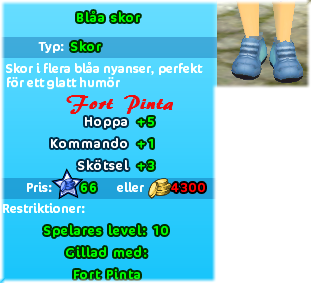 Blåa skor
Typ: Skor
Skor i flera blåa nyanser, perfekt
för ett glatt humör
Fort Pinta
Hoppa +5
Kommando +1
Skötsel +3
Pris: 66 eller 4300
Restriktioner:
Spelares level: 10
Gillad med:
Fort Pinta